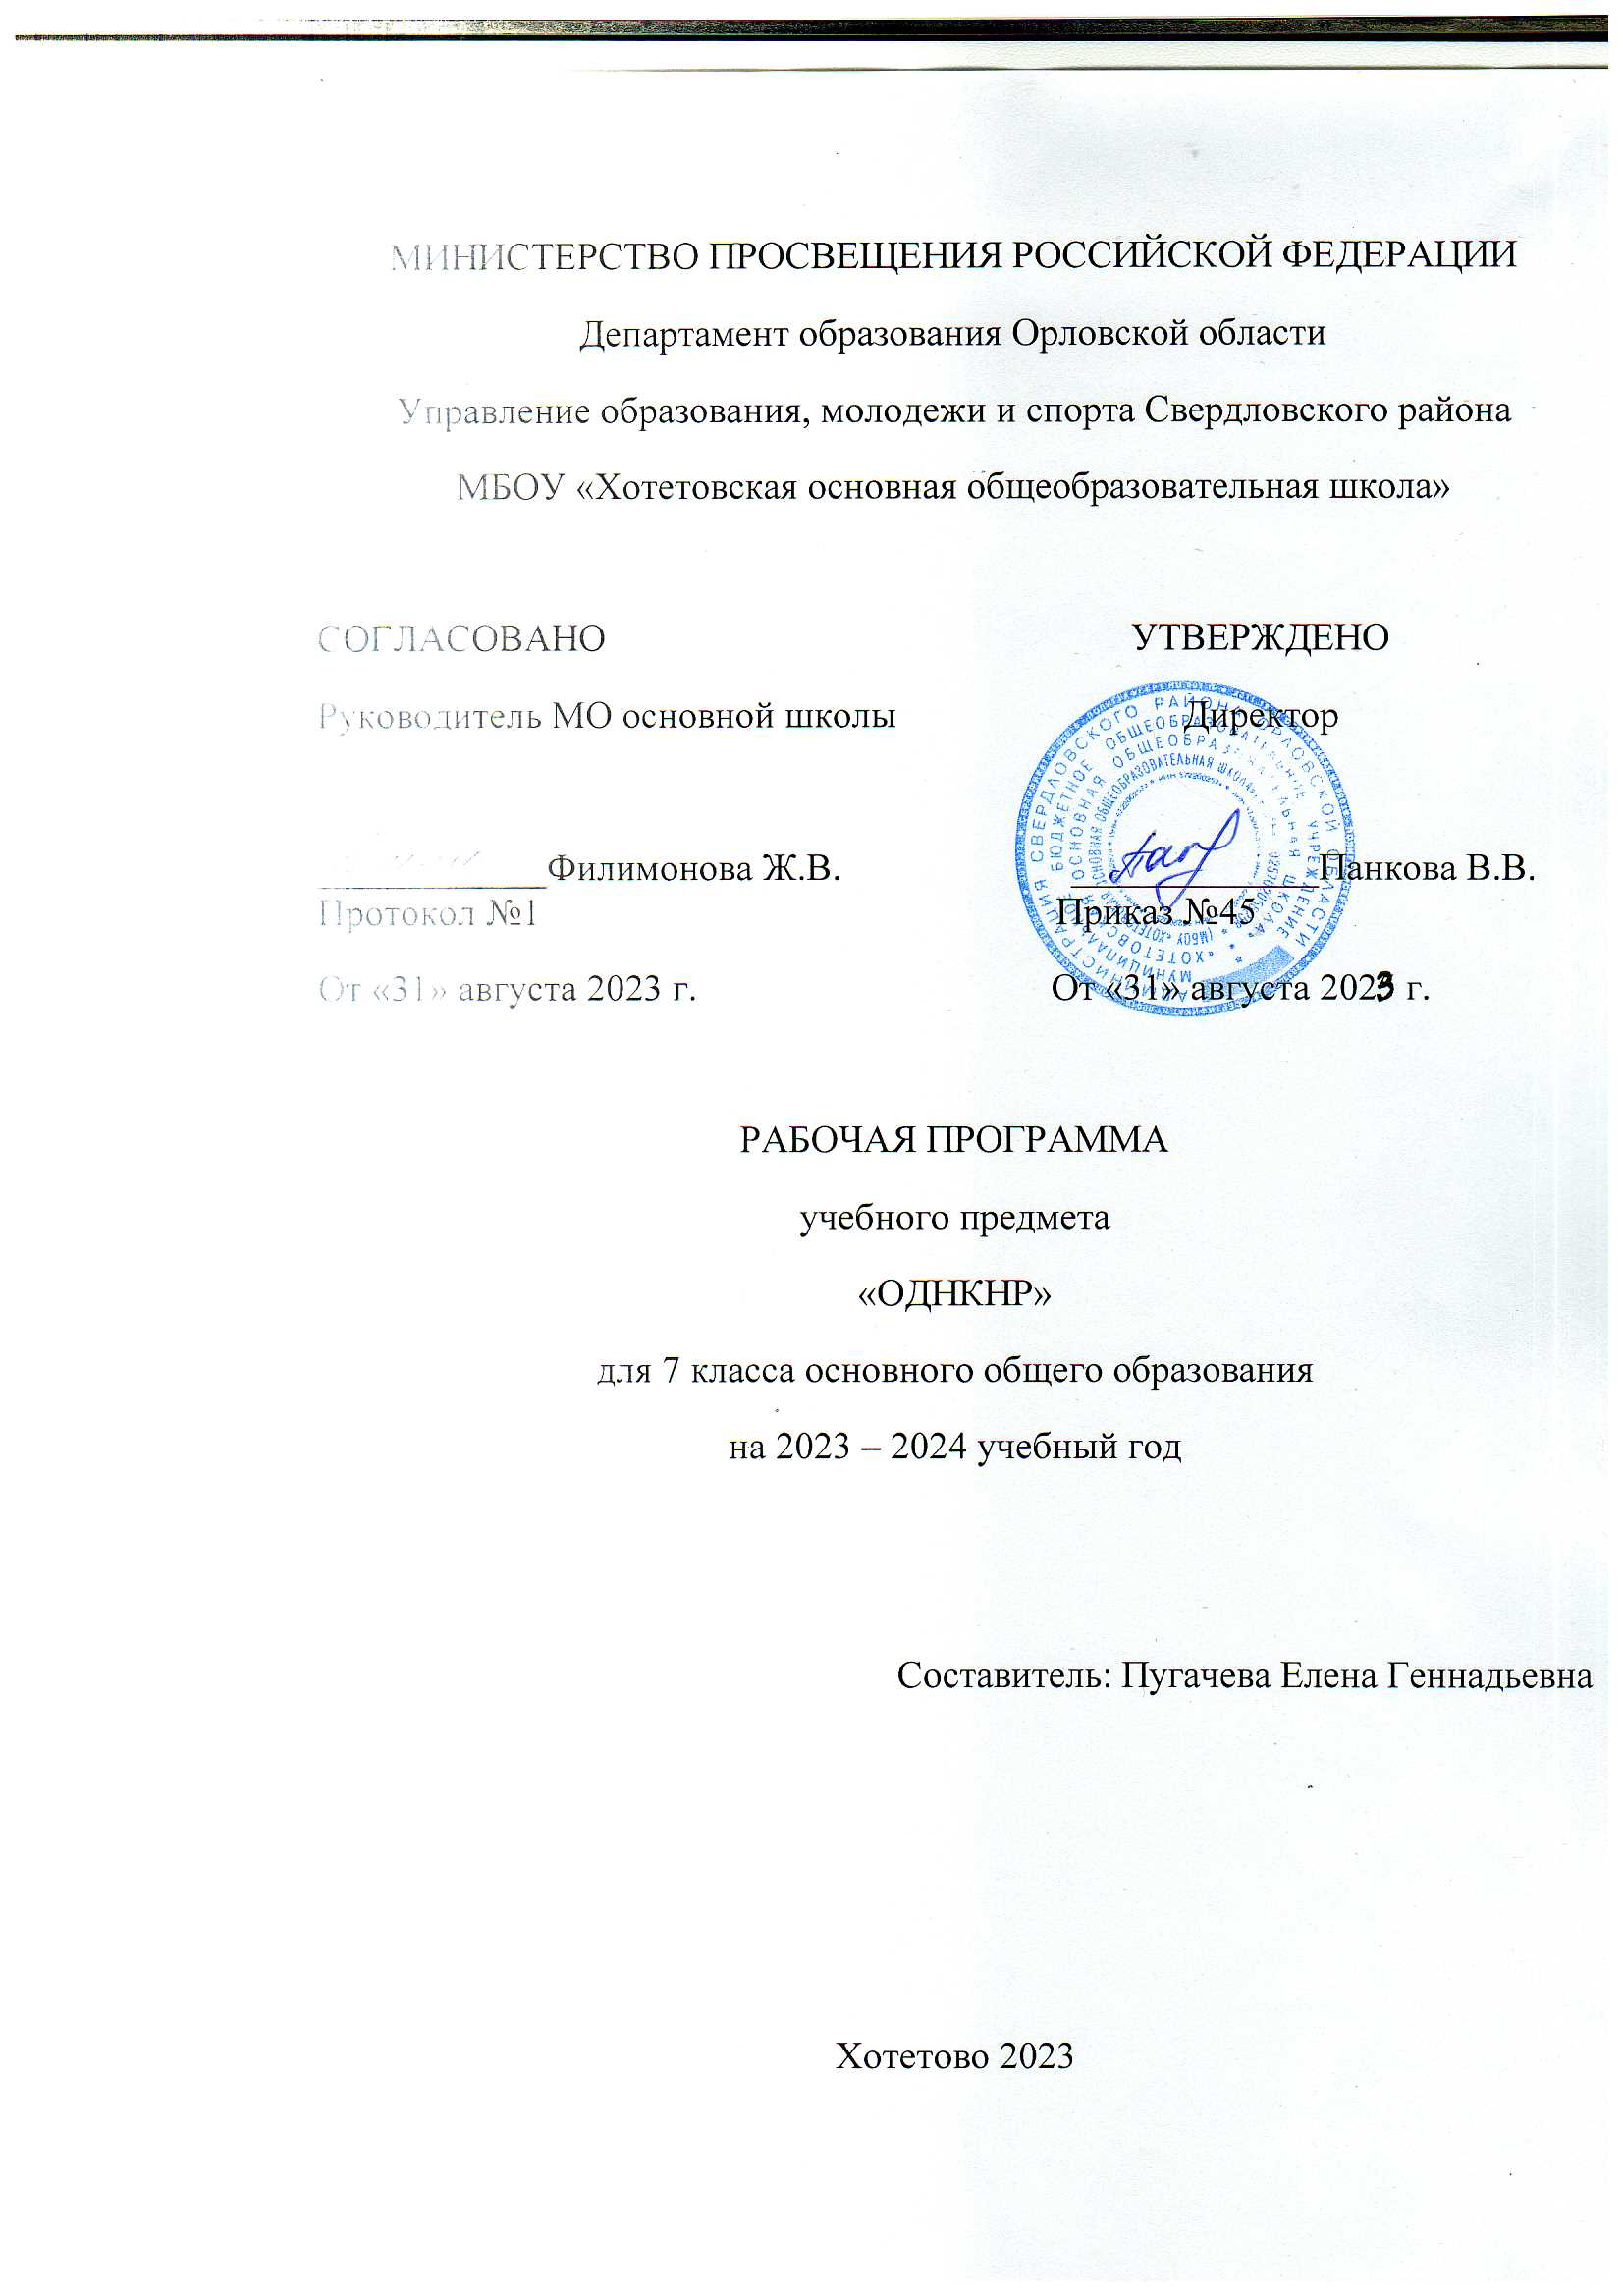 МИНИСТЕРСТВО ПРОСВЕЩЕНИЯ РОССИЙСКОЙ ФЕДЕРАЦИИ
Департамент образования Орловской области
Управление образования, молодежи и спорта Свердловского района
МБОУ «Хотетовская основная общеобразовательная школа»
СОГЛАСОВАНО УТВЕРЖДЕНО
Руководитель МО основной школы Директор
Филимонова Ж.В. Панкова В.В.
Протокол №1 Приказ №45
От «31» августа 2023 г. От «31» августа 2023 г.
РАБОЧАЯ ПРОГРАММА
учебного предмета
«ОДНКНР»
для 7 класса основного общего образования
на 2023 – 2024 учебный год
Составитель: Пугачева Елена Геннадьевна
Хотетово 2023